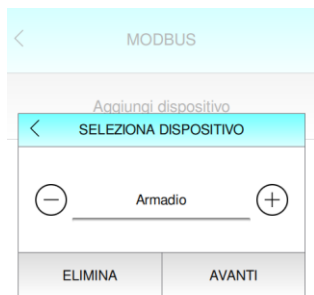 MODBUS
Aggiungi dispositivo
SELEZIONA DISPOSITIVO
Armadio
ELIMINA AVANTI